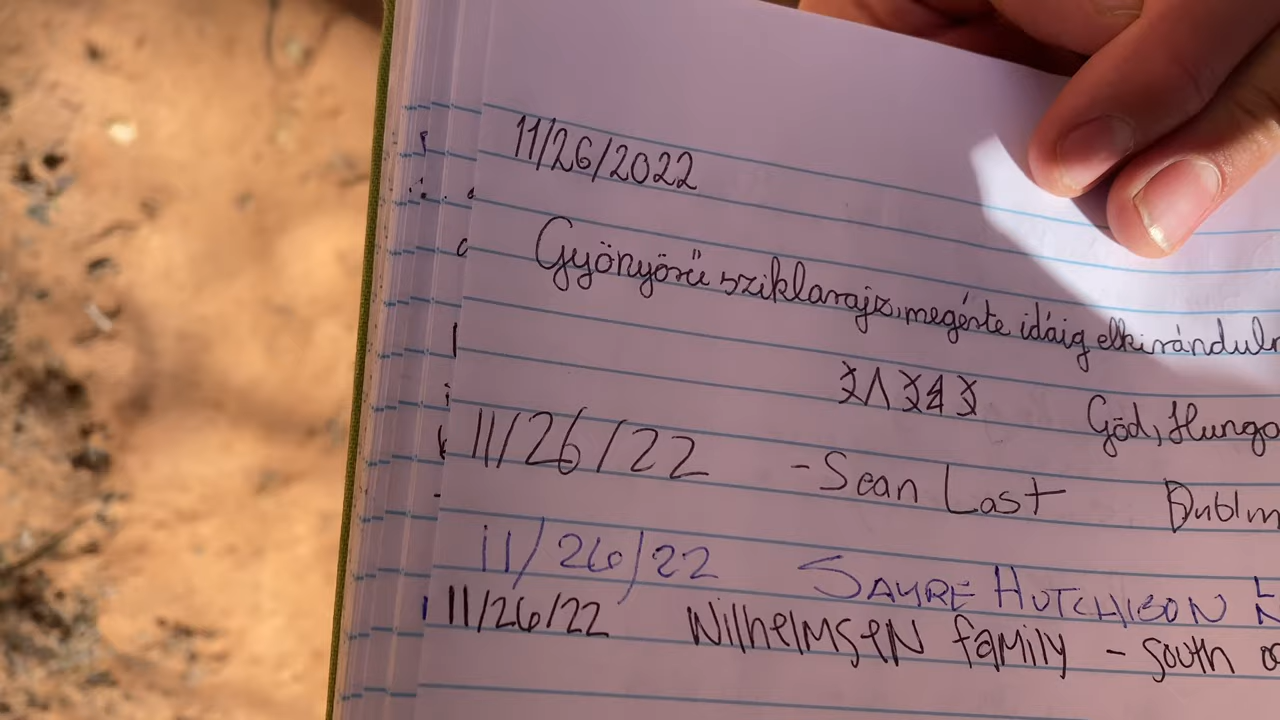 11/26/2022
Gyönyörű sziklarajz, megérte idáig
Göd,
11/26/22 - Sean Last
11/26/22 SAYRE HUTCHISON
11/26/22 Wilhelmsen family - south